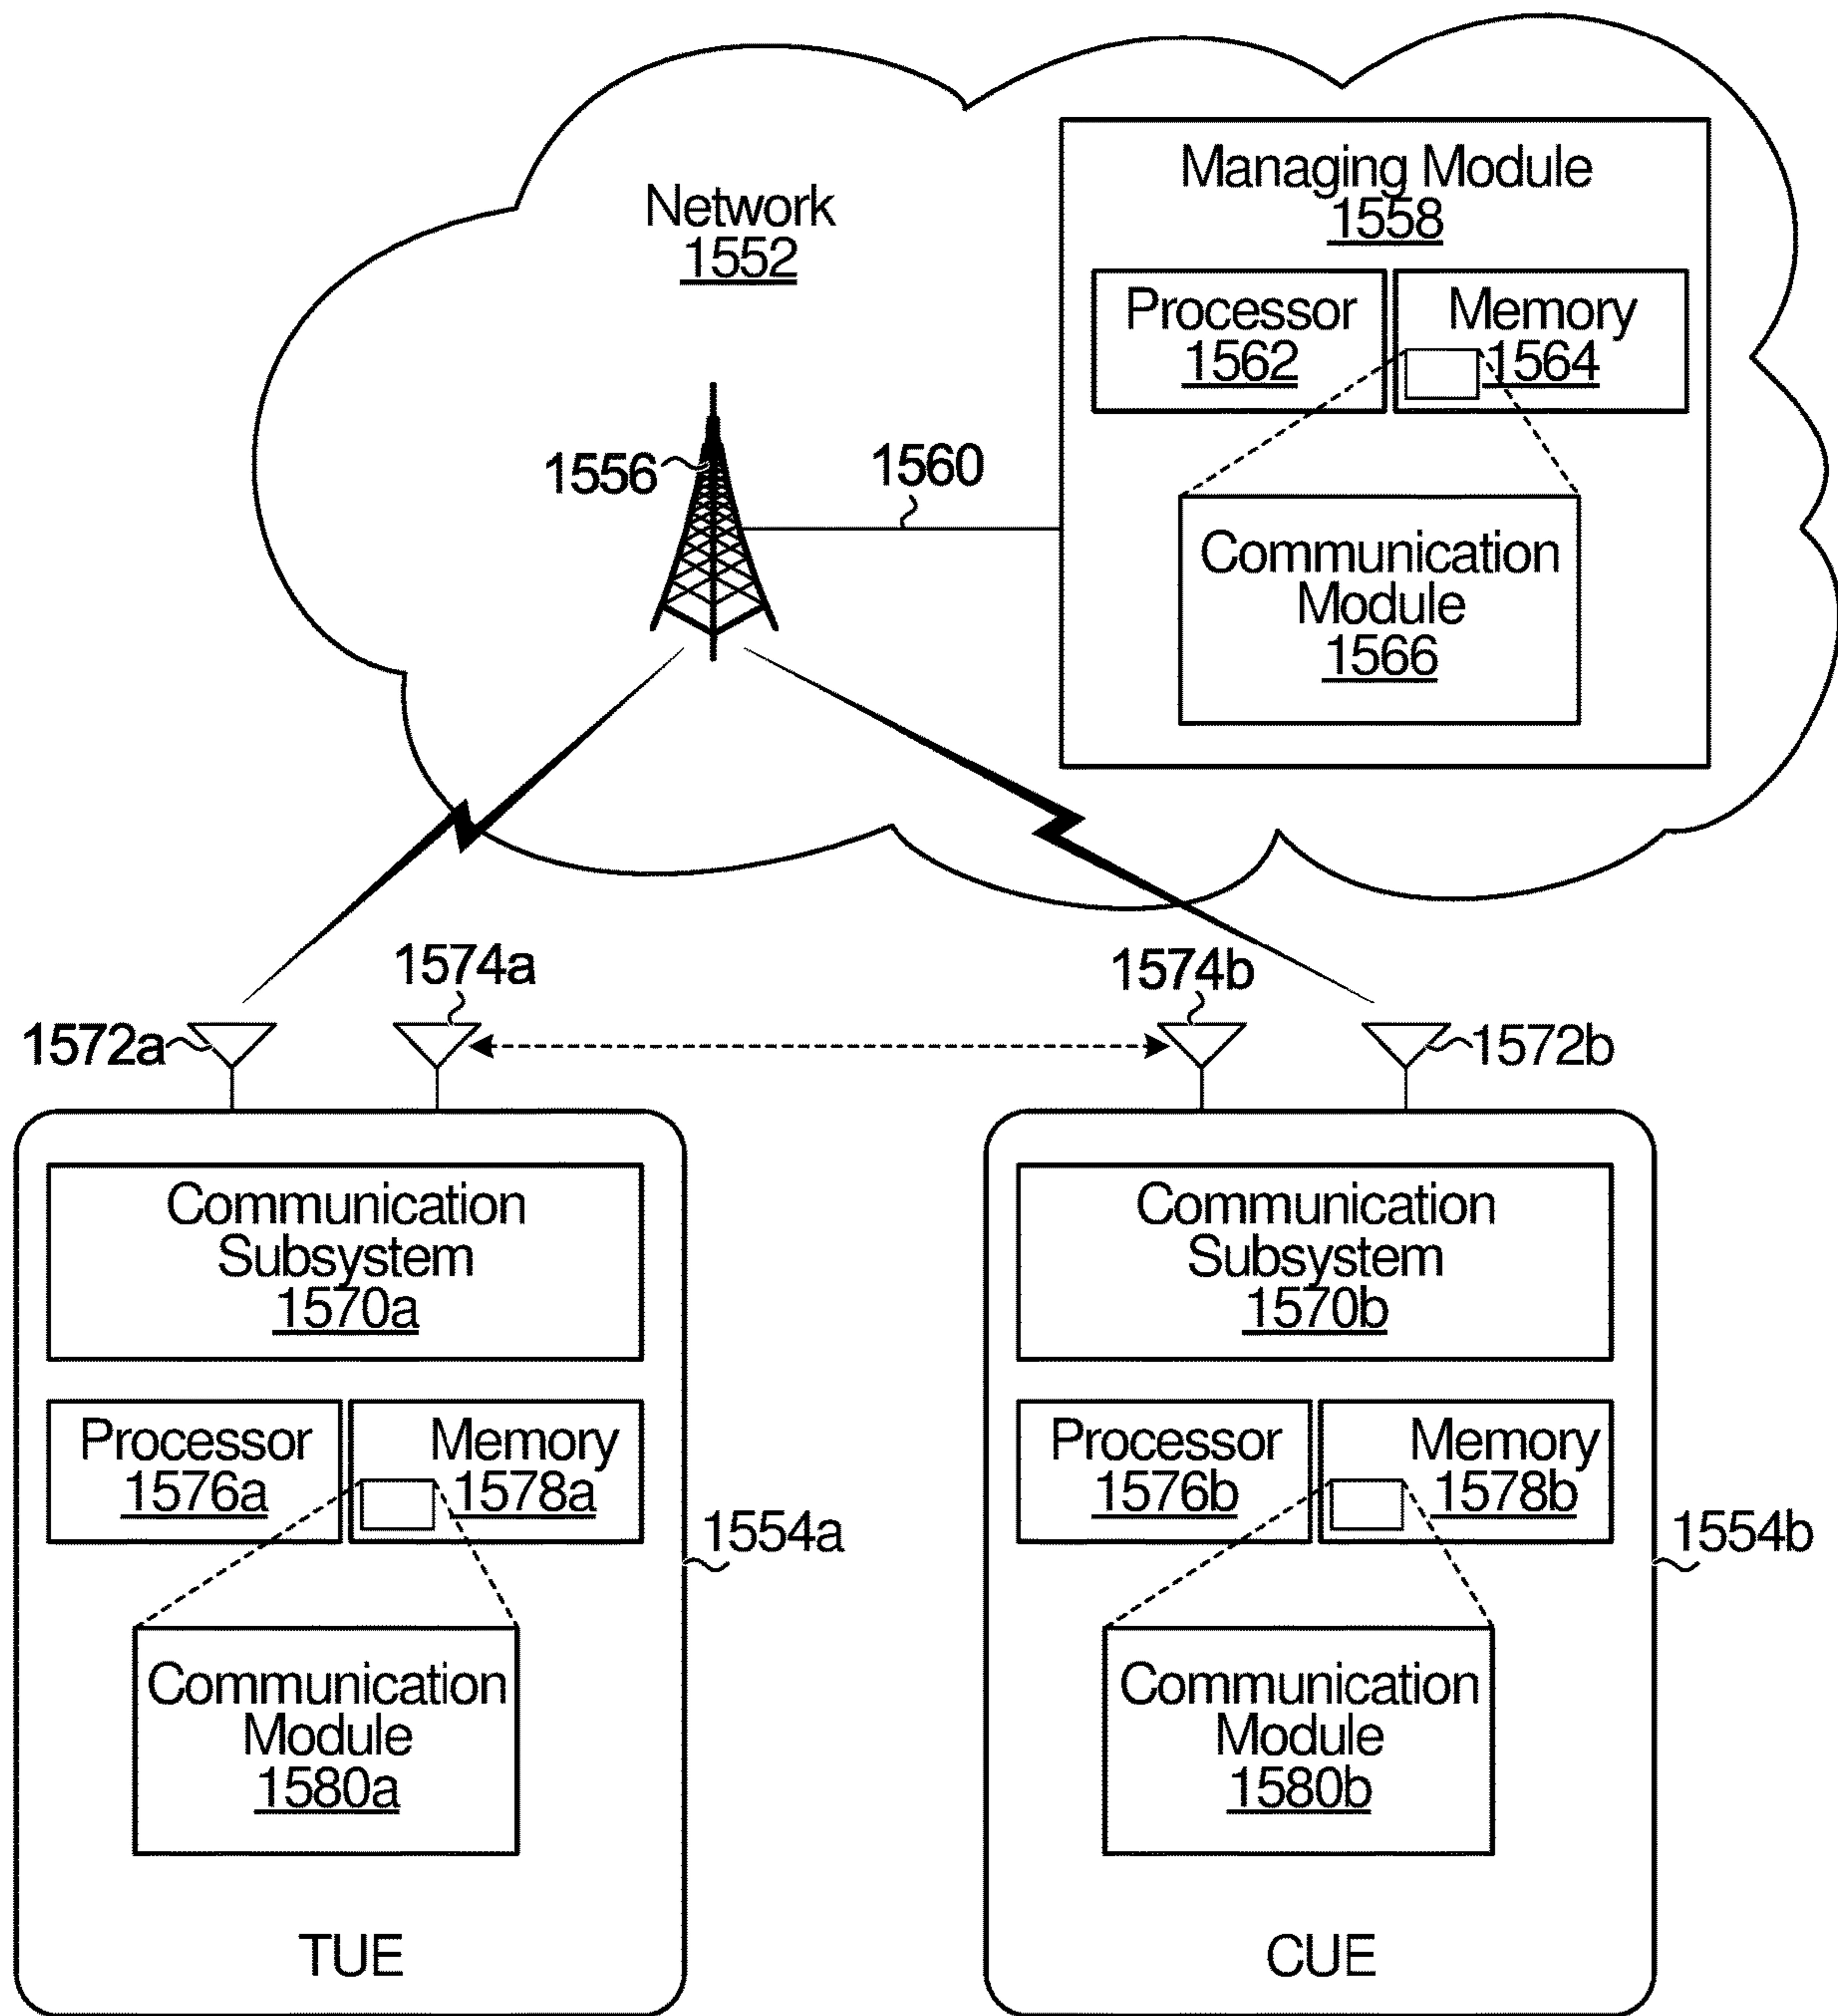 Network
1552
Managing Module
1558
Processor
1562
Memory
1564
1556
1560
Communication
Module
1566
1574a
1574b
1572a
1572b
Communication
Subsystem
1570a
Processor
1576a
Memory
1578a
1554a
Communication
Module
1580a
TUE
Communication
Subsystem
1570b
Processor
1576b
Memory
1578b
1554b
Communication
Module
1580b
CUE